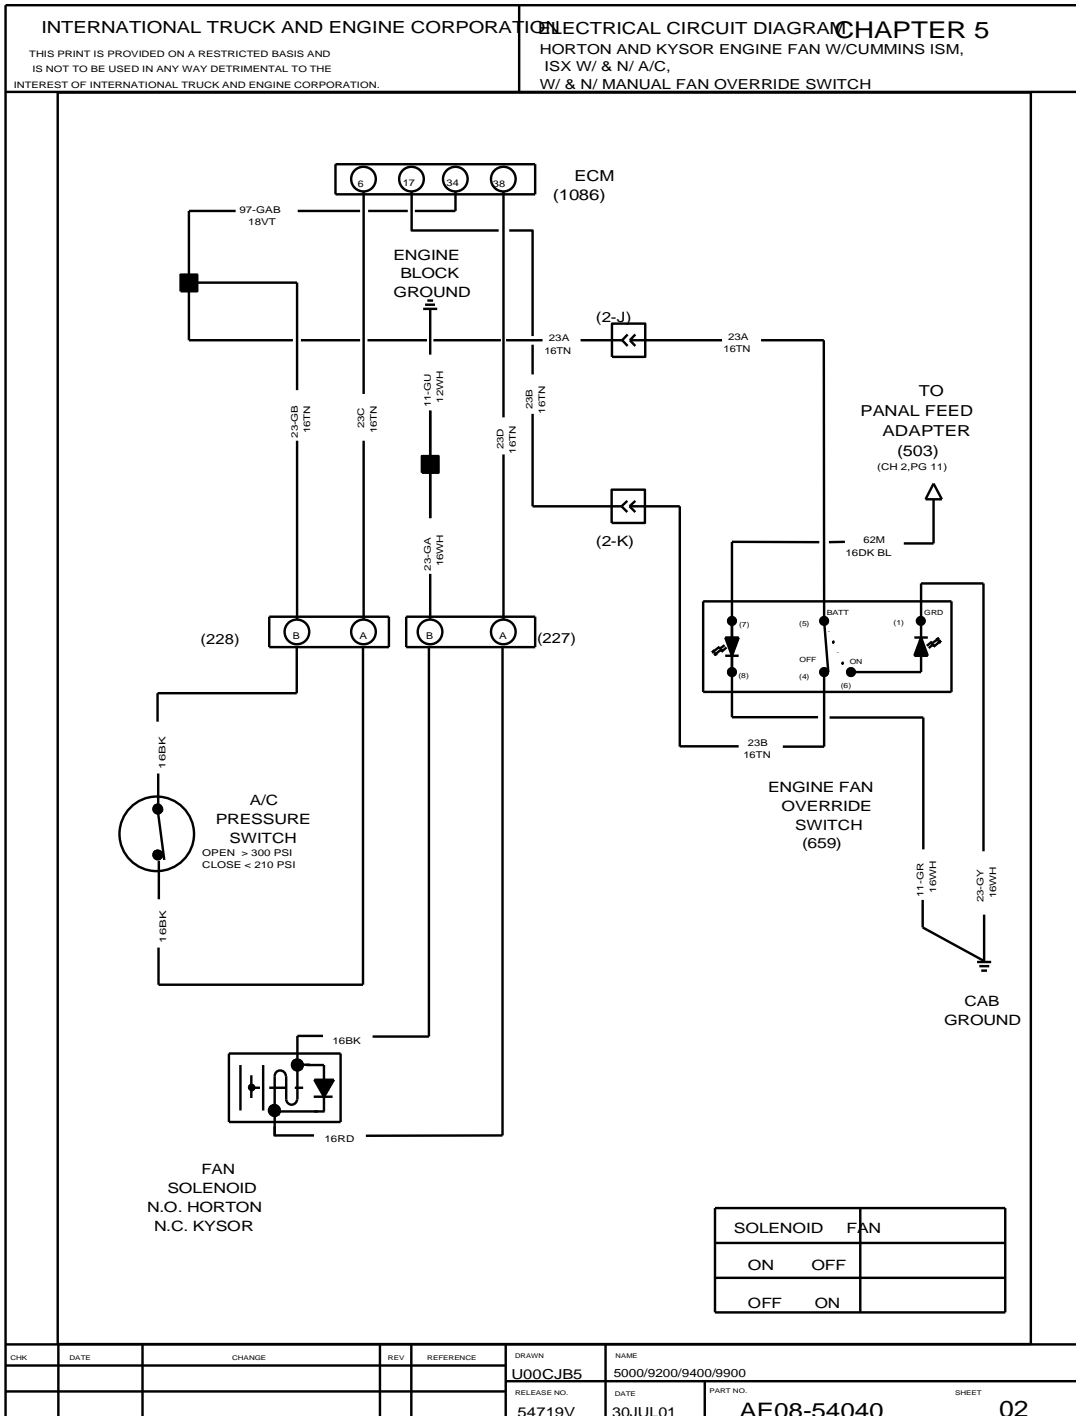 INTERNATIONAL TRUCK AND ENGINE CORPORATION
THIS PRINT IS PROVIDED ON A RESTRICTED BASIS AND
IS NOT TO BE USED IN ANY WAY DETRIMENTAL TO THE
INTEREST OF INTERNATIONAL TRUCK AND ENGINE CORPORATION.
ELECTRICAL CIRCUIT DIAGRAM
CHAPTER 5
HORTON AND KYSOR ENGINE FAN W/CUMMINS ISM,
ISX W/ & N/ A/C,
W/ & N/ MANUAL FAN OVERRIDE SWITCH
6 17 34 38
ECM
(1086)
97-GAB
18VT
ENGINE
BLOCK
GROUND
(2-J)
23A
16TN
23A
16TN
23-GB
16TN
23C
16TN
11-GU
12WH
23D
16TN
23B
16TN
TO
PANAL FEED
ADAPTER
(503)
(CH 2,PG 11)
(2-K)
23-GA
16WH
62M
16DK BL
(228)
B A
B A
(227)
BATT
GRD
(7)
(5)
(1)
OFF
ON
(8)
(4)
(6)
23B
16TN
16BK
ENGINE FAN
OVERRIDE
SWITCH
(659)
A/C
PRESSURE
SWITCH
OPEN > 300 PSI
CLOSE < 210 PSI
11-GR
16WH
23-GY
16WH
16BK
CAB
GROUND
16BK
16RD
FAN
SOLENOID
N.O. HORTON
N.C. KYSOR
SOLENOID FAN
ON OFF
OFF ON
CHK DATE CHANGE REV REFERENCE
DRAWN
U00CJB5
NAME
5000/9200/9400/9900
RELEASE NO.
54719V
DATE
30JUL01
PART NO.
AE08-54040
SHEET
02